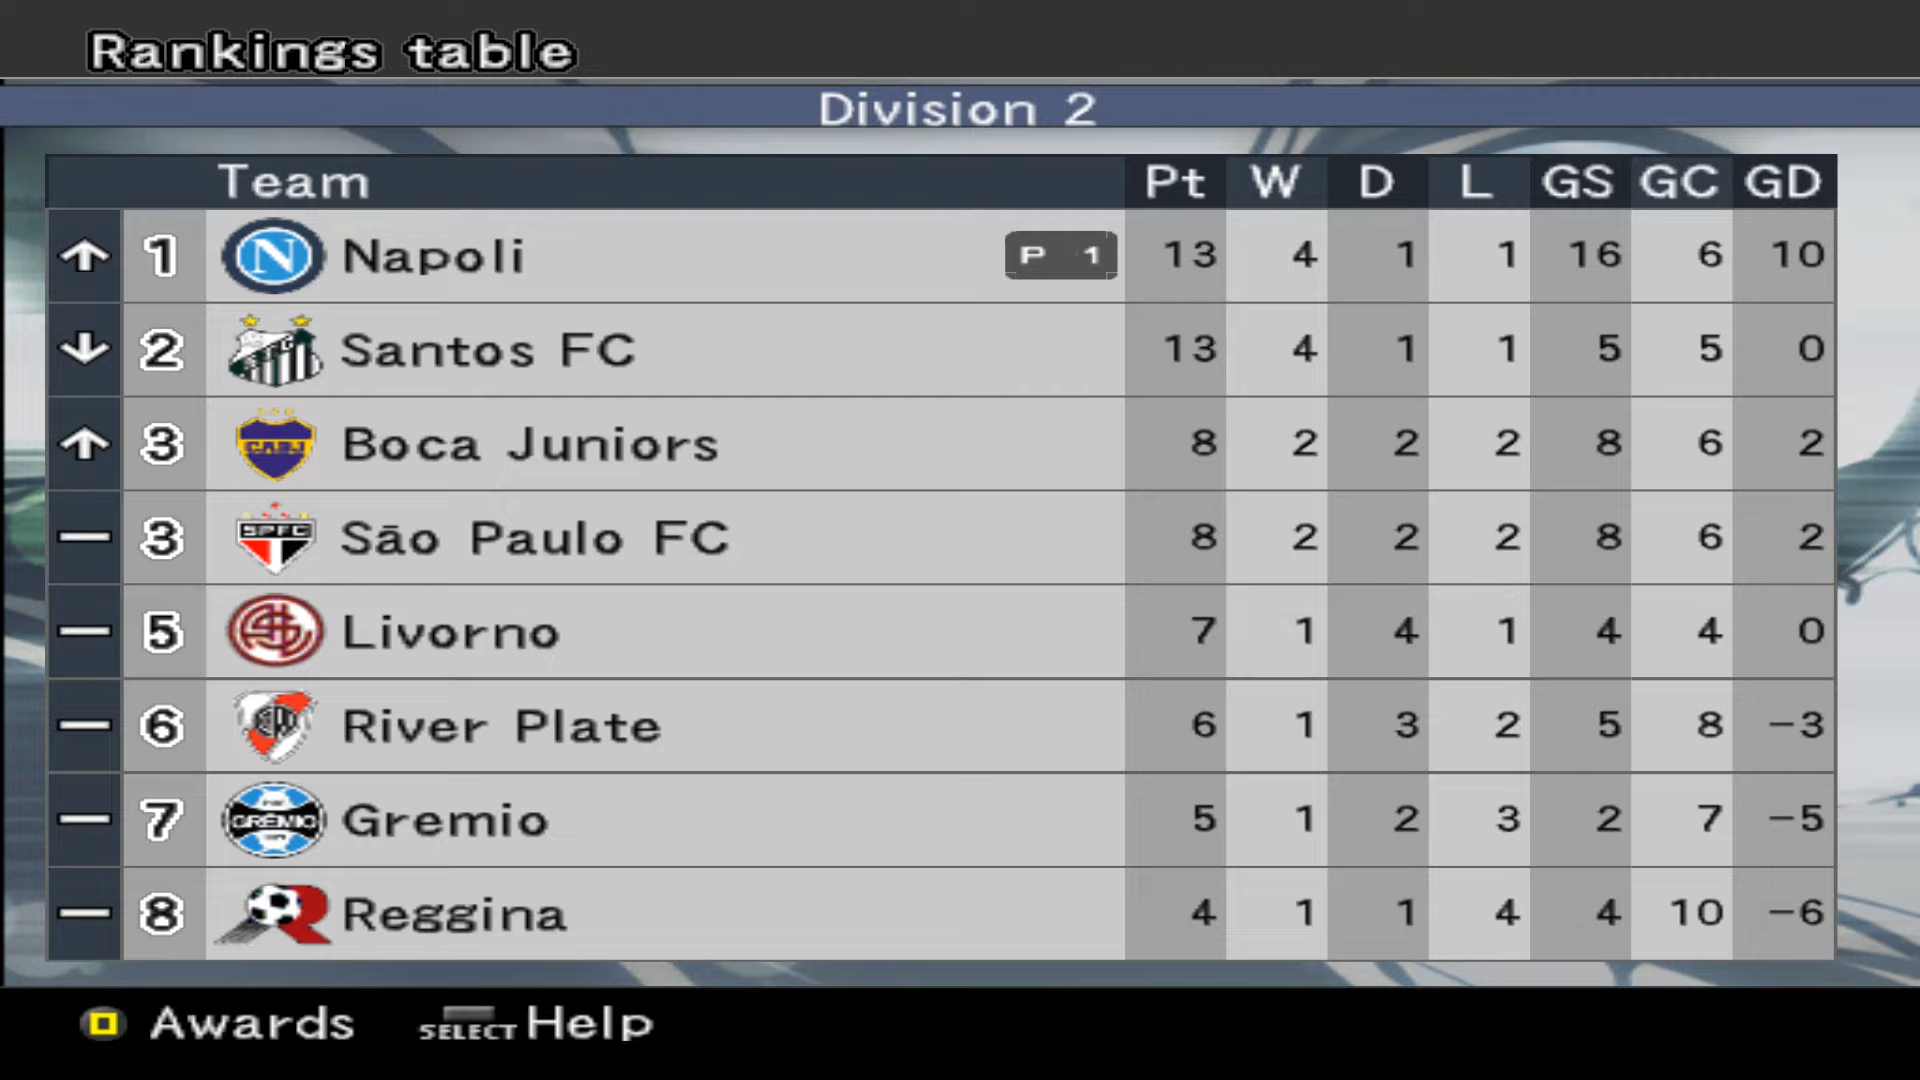 Rankings table
Division 2
Team Pt W D L GS GC GD
1 N Napoli P 1 13 4 1 1 16 6 10
2 Santos FC 13 4 1 1 5 5 0
3 CABJ Boca Juniors 8 2 2 2 8 6 2
3 SPFC São Paulo FC 8 2 2 2 8 6 2
5 Livorno 7 1 4 1 4 4 0
6 River Plate 6 1 3 2 5 8 -3
7 GRÊMIO Gremio 5 1 2 3 2 7 -5
8 R Reggina 4 1 1 4 4 10 -6
Awards SELECT Help